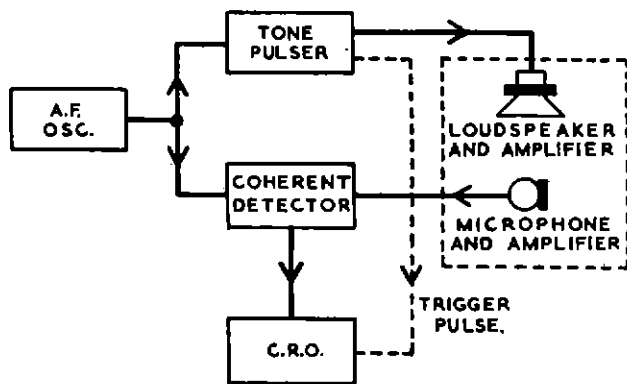 TONE
PULSER
A.F.
OSC.
LOUDSPEAKER
AND AMPLIFIER
COHERENT
DETECTOR
MICROPHONE
AND AMPLIFIER
TRIGGER
PULSE.
C.R.O.